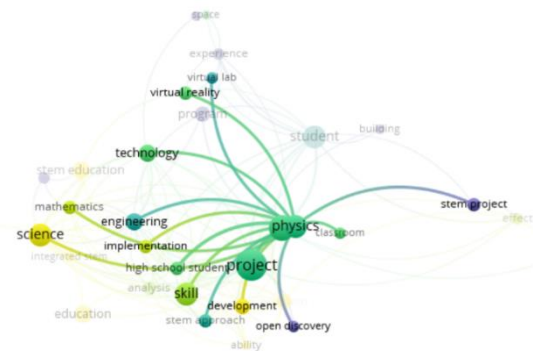 space
experience
virtual lab
virtual reality
program
student
building
technology
stem education
mathematics
stem project
engineering
physics
effect
science
classroom
implementation
integrated stem
high school student
project
analysis
skill
development
education
stem approach
open discovery
ability